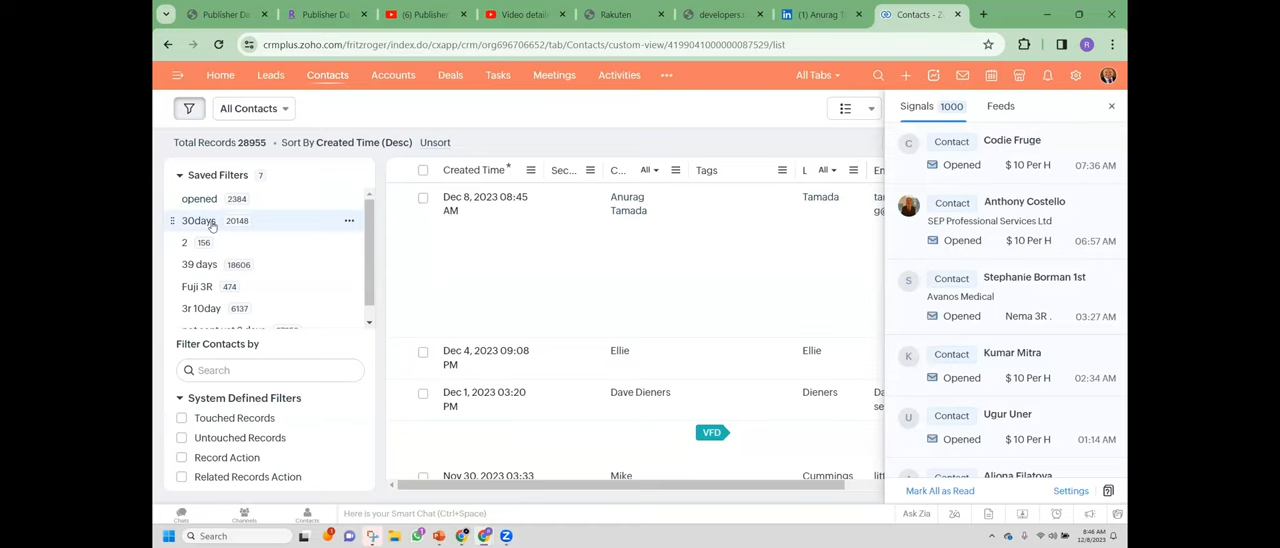 Publisher Da
Publisher Da
(6) Publisher
Video detail
Rakuten
developers.
(1) Anurag T
Contacts - Z
crmplus.zoho.com/fritzroger/index.do/cxapp/crm/org696706652/tab/Contacts/custom-view/4199041000000087529/list
R
Home Leads Contacts Accounts Deals Tasks Meetings Activities ••• All Tabs
All Contacts
Total Records 28955 • Sort By Created Time (Desc) Unsort
Saved Filters 7
opened 2384
30days 20148
2 156
39 days 18606
Fuji 3R 474
3r 10day 6137
Filter Contacts by
Search
System Defined Filters
Touched Records
Untouched Records
Record Action
Related Records Action
Created Time* Sec... C... All Tags L All En
Dec 8, 2023 08:45 AM
Anurag Tamada
Tamada
Dec 4, 2023 09:08 PM
Ellie
Ellie
Dec 1, 2023 03:20 PM
Dave Dieners
Dieners
VFD
Nov 30, 2023 03:33
Mike
Cummings
Signals 1000 Feeds
C Contact Codie Fruge
Opened $ 10 Per H 07:36 AM
Contact Anthony Costello
SEP Professional Services Ltd
Opened $ 10 Per H 06:57 AM
S Contact Stephanie Borman 1st
Avanos Medical
Opened Nema 3R . 03:27 AM
K Contact Kumar Mitra
Opened $ 10 Per H 02:34 AM
U Contact Ugur Uner
Opened $ 10 Per H 01:14 AM
Contact Aliona Filatova
Mark All as Read Settings
Chats Channels Contacts
Here is your Smart Chat (Ctrl+Space)
Ask Zia
Search
8:46 AM
12/8/2023